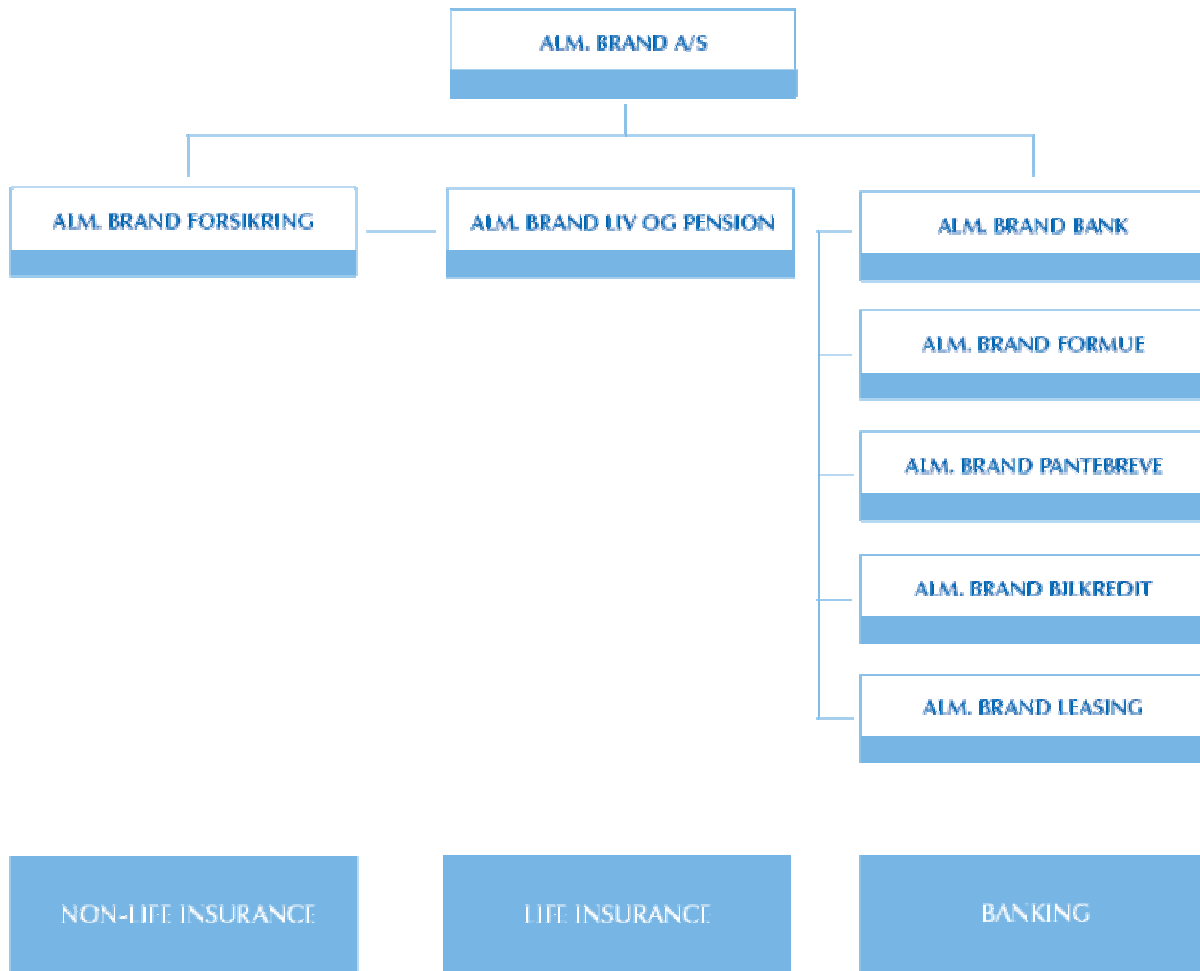 ALM. BRAND A/S
ALM. BRAND FORSIKRING
ALM. BRAND LIV OG PENSION
ALM. BRAND BANK
ALM. BRAND FORMUE
ALM. BRAND PANTEBREVE
ALM. BRAND BILKREDIT
ALM. BRAND LEASING
NON-LIFE INSURANCE
LIFE INSURANCE
BANKING